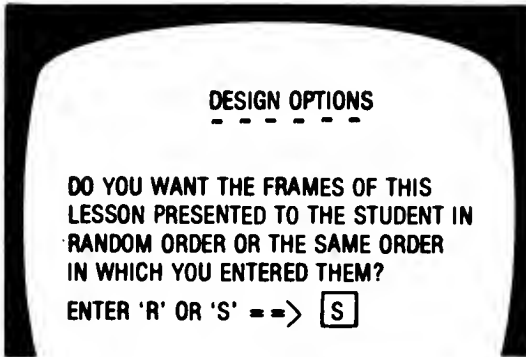 DESIGN OPTIONS
DO YOU WANT THE FRAMES OF THIS
LESSON PRESENTED TO THE STUDENT IN
RANDOM ORDER OR THE SAME ORDER
IN WHICH YOU ENTERED THEM?
ENTER 'R' OR 'S' ==> S